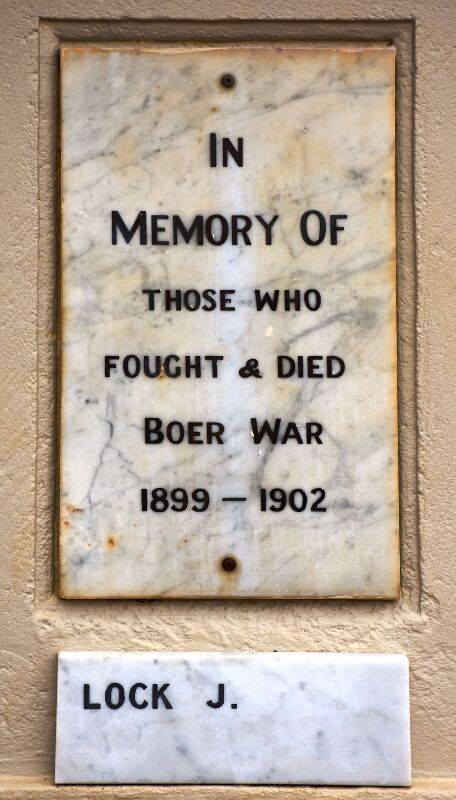 In
Memory Of
THOSE WHO
FOUGHT & DIED
Boer War
1899 – 1902
LOCK J.